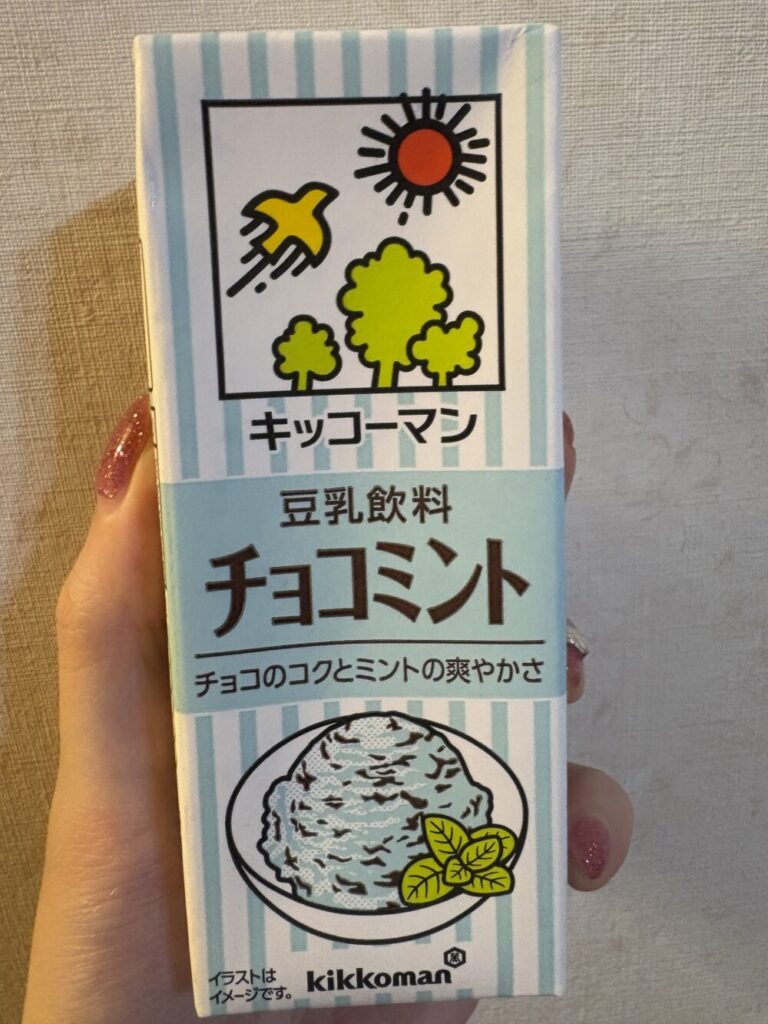 キッコーマン
豆乳飲料
チョコミント
チョコのコクとミントの爽やかさ
イラストは
イメージです。
kikkoman